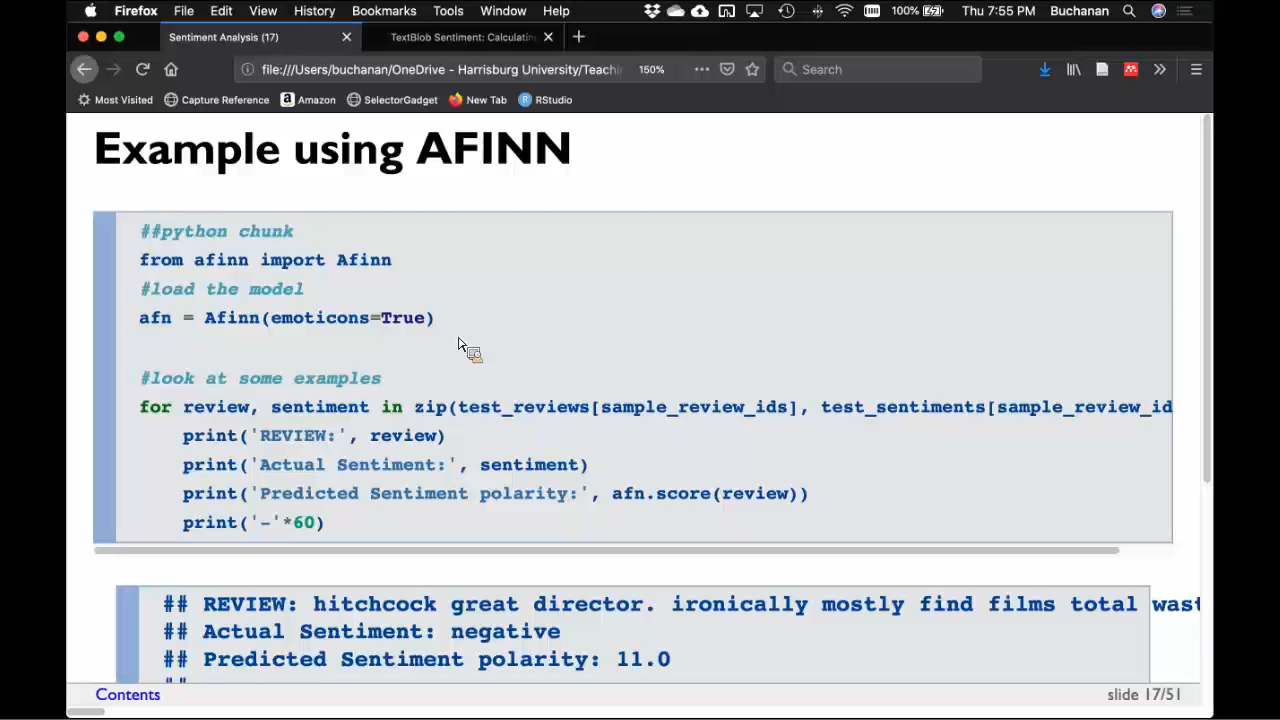 Firefox File Edit View History Bookmarks Tools Window Help 100% Thu 7:55 PM Buchanan
Sentiment Analysis (17) TextBlob Sentiment: Calculatin
file:///Users/buchanan/OneDrive - Harrisburg University/Teachi 150% Search
Most Visited Capture Reference Amazon SelectorGadget New Tab RStudio
Example using AFINN
##python chunk
from afinn import Afinn
#load the model
afn = Afinn(emoticons=True)
#look at some examples
for review, sentiment in zip(test_reviews[sample_review_ids], test_sentiments[sample_review_id
print('REVIEW:', review)
print('Actual Sentiment:', sentiment)
print('Predicted Sentiment polarity:', afn.score(review))
print('-'*60)
## REVIEW: hitchcock great director. ironically mostly find films total wast
## Actual Sentiment: negative
## Predicted Sentiment polarity: 11.0
##
Contents slide 17/51